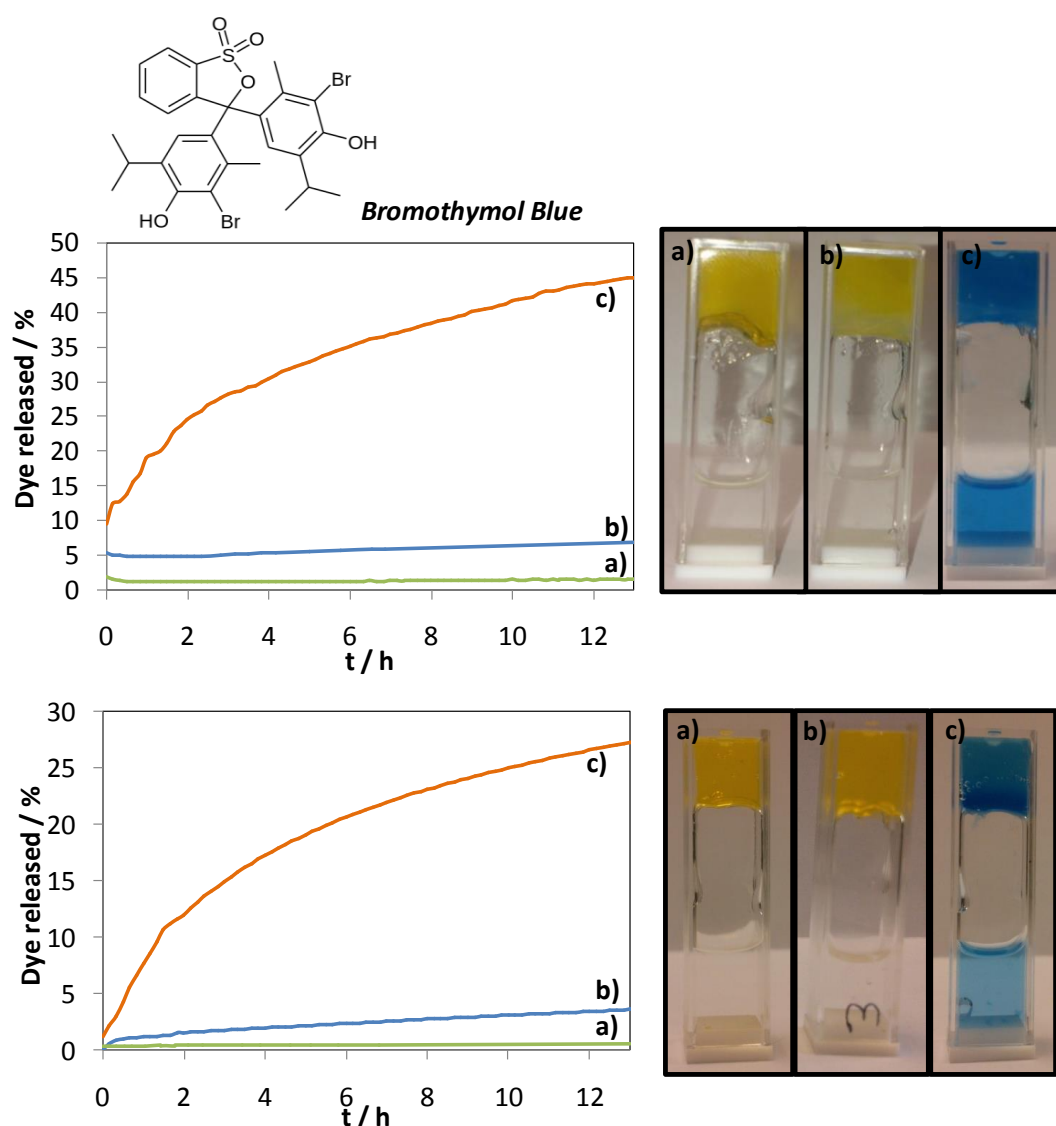 O
O
S
O
Br
OH
HO
Br
Bromothymol Blue
50
45
40
35
30
25
20
15
10
5
0
Dye released / %
c)
b)
a)
0 2 4 6 8 10 12
t / h
a) b) c)
30
25
20
15
10
5
0
Dye released / %
c)
b)
a)
0 2 4 6 8 10 12
t / h
a) b) c)
3